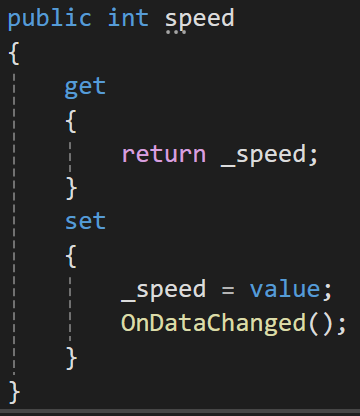 public int speed
{
    get
    {
        return _speed;
    }
    set
    {
        _speed = value;
        OnDataChanged();
    }
}